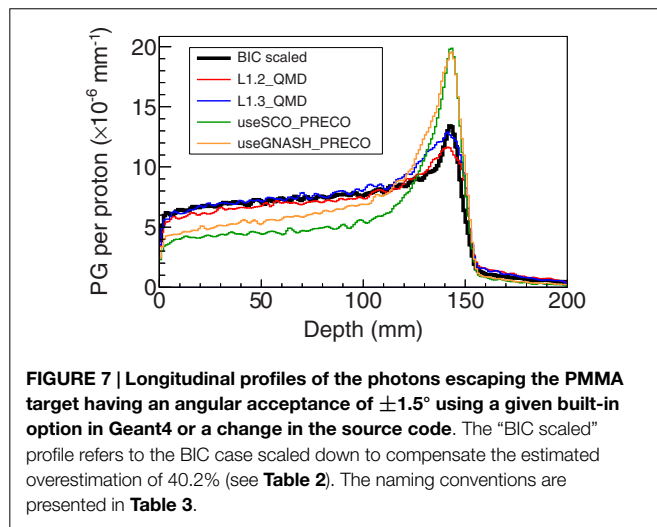 20
15
10
5
0
PG per proton (×10⁻⁶ mm⁻¹)
BIC scaled
L1.2_QMD
L1.3_QMD
useSCO_PRECO
useGNASH_PRECO
0 50 100 150 200
Depth (mm)
FIGURE 7 | Longitudinal profiles of the photons escaping the PMMA
target having an angular acceptance of ±1.5° using a given built-in
option in Geant4 or a change in the source code. The “BIC scaled”
profile refers to the BIC case scaled down to compensate the estimated
overestimation of 40.2% (see Table 2). The naming conventions are
presented in Table 3.